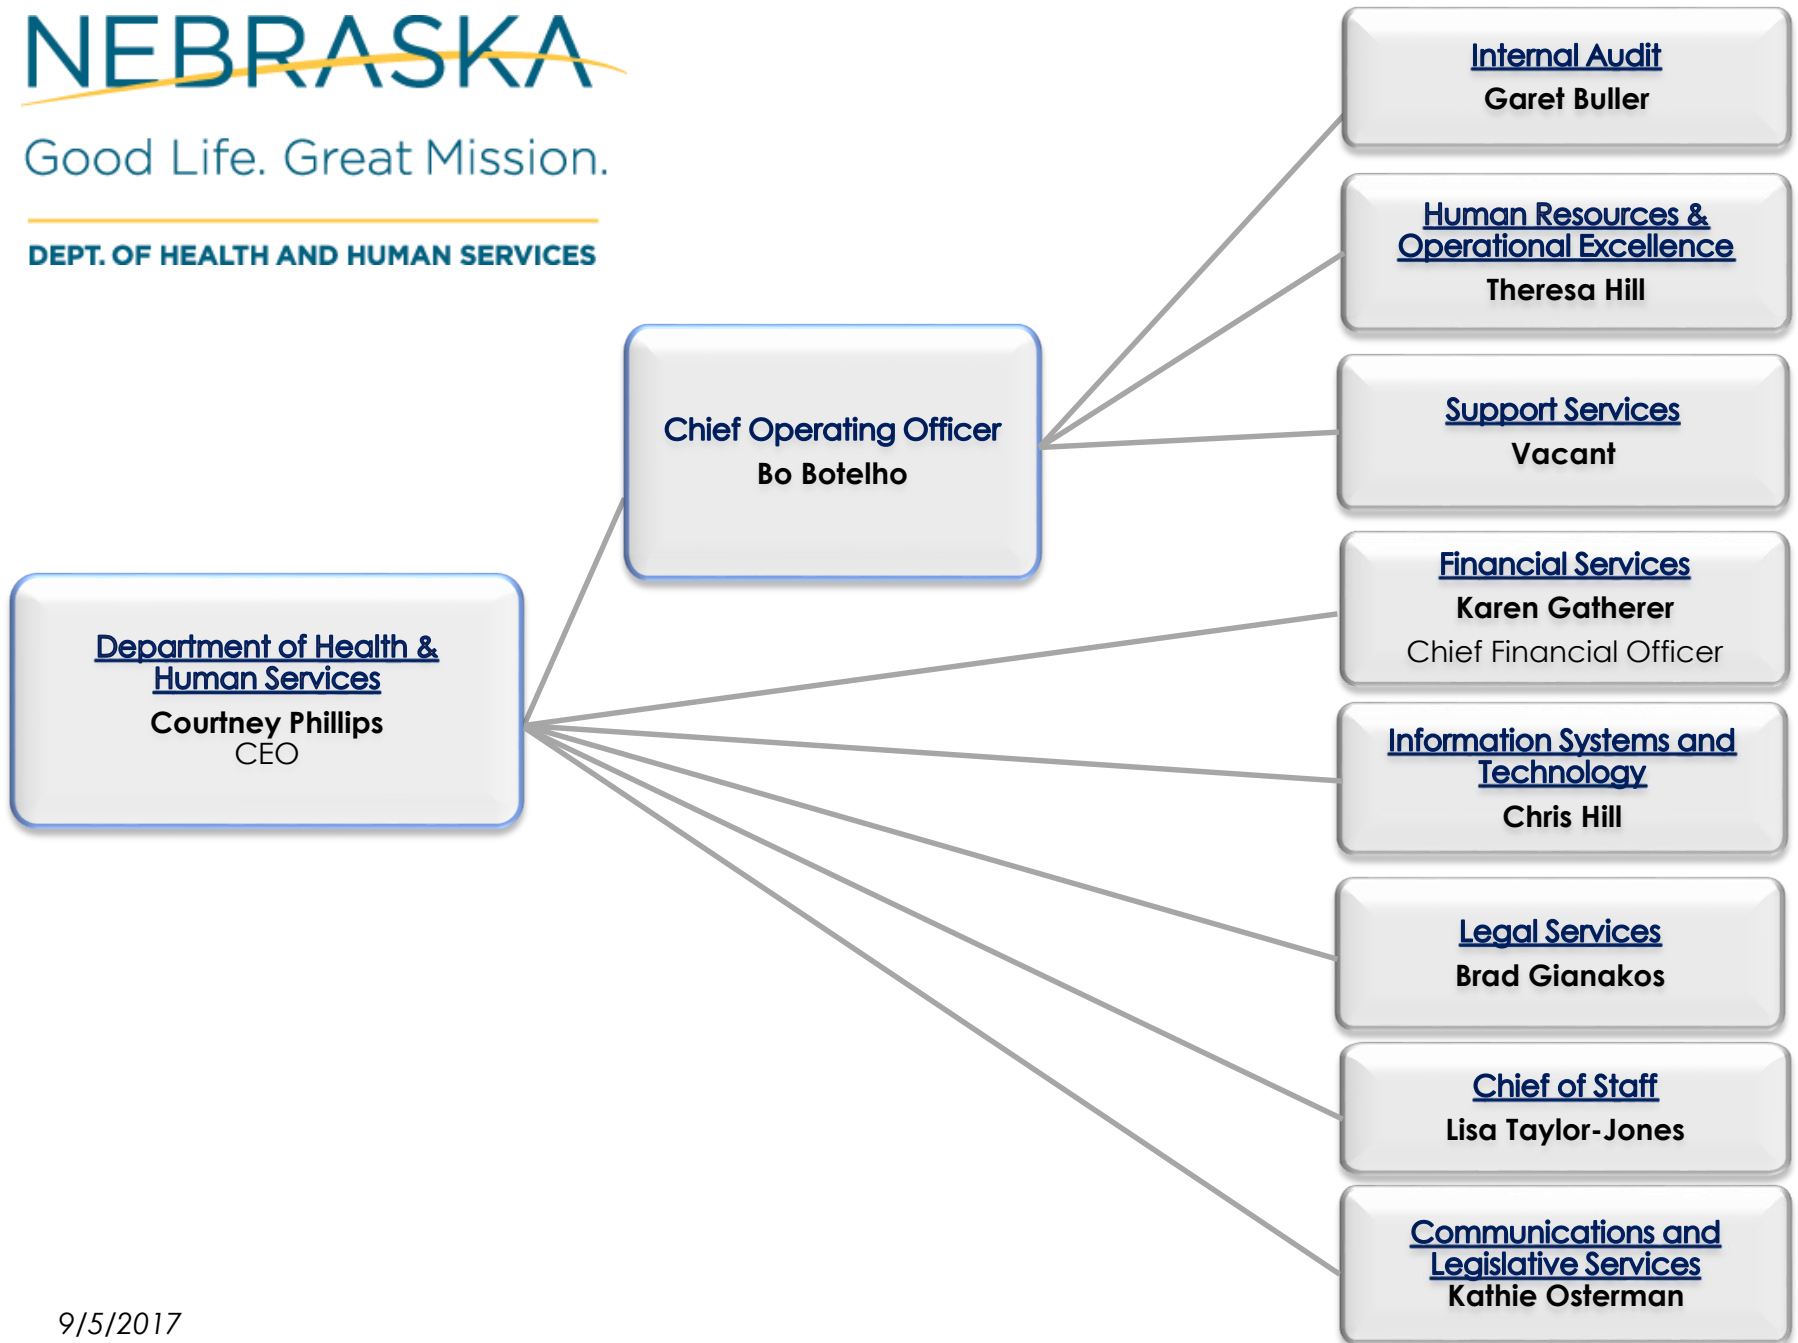 NEBRASKA
Good Life. Great Mission.
DEPT. OF HEALTH AND HUMAN SERVICES
Department of Health &
Human Services
Courtney Phillips
CEO
Chief Operating Officer
Bo Botelho
Internal Audit
Garet Buller
Human Resources &
Operational Excellence
Theresa Hill
Support Services
Vacant
Financial Services
Karen Gatherer
Chief Financial Officer
Information Systems and
Technology
Chris Hill
Legal Services
Brad Gianakos
Chief of Staff
Lisa Taylor-Jones
Communications and
Legislative Services
Kathie Osterman
9/5/2017